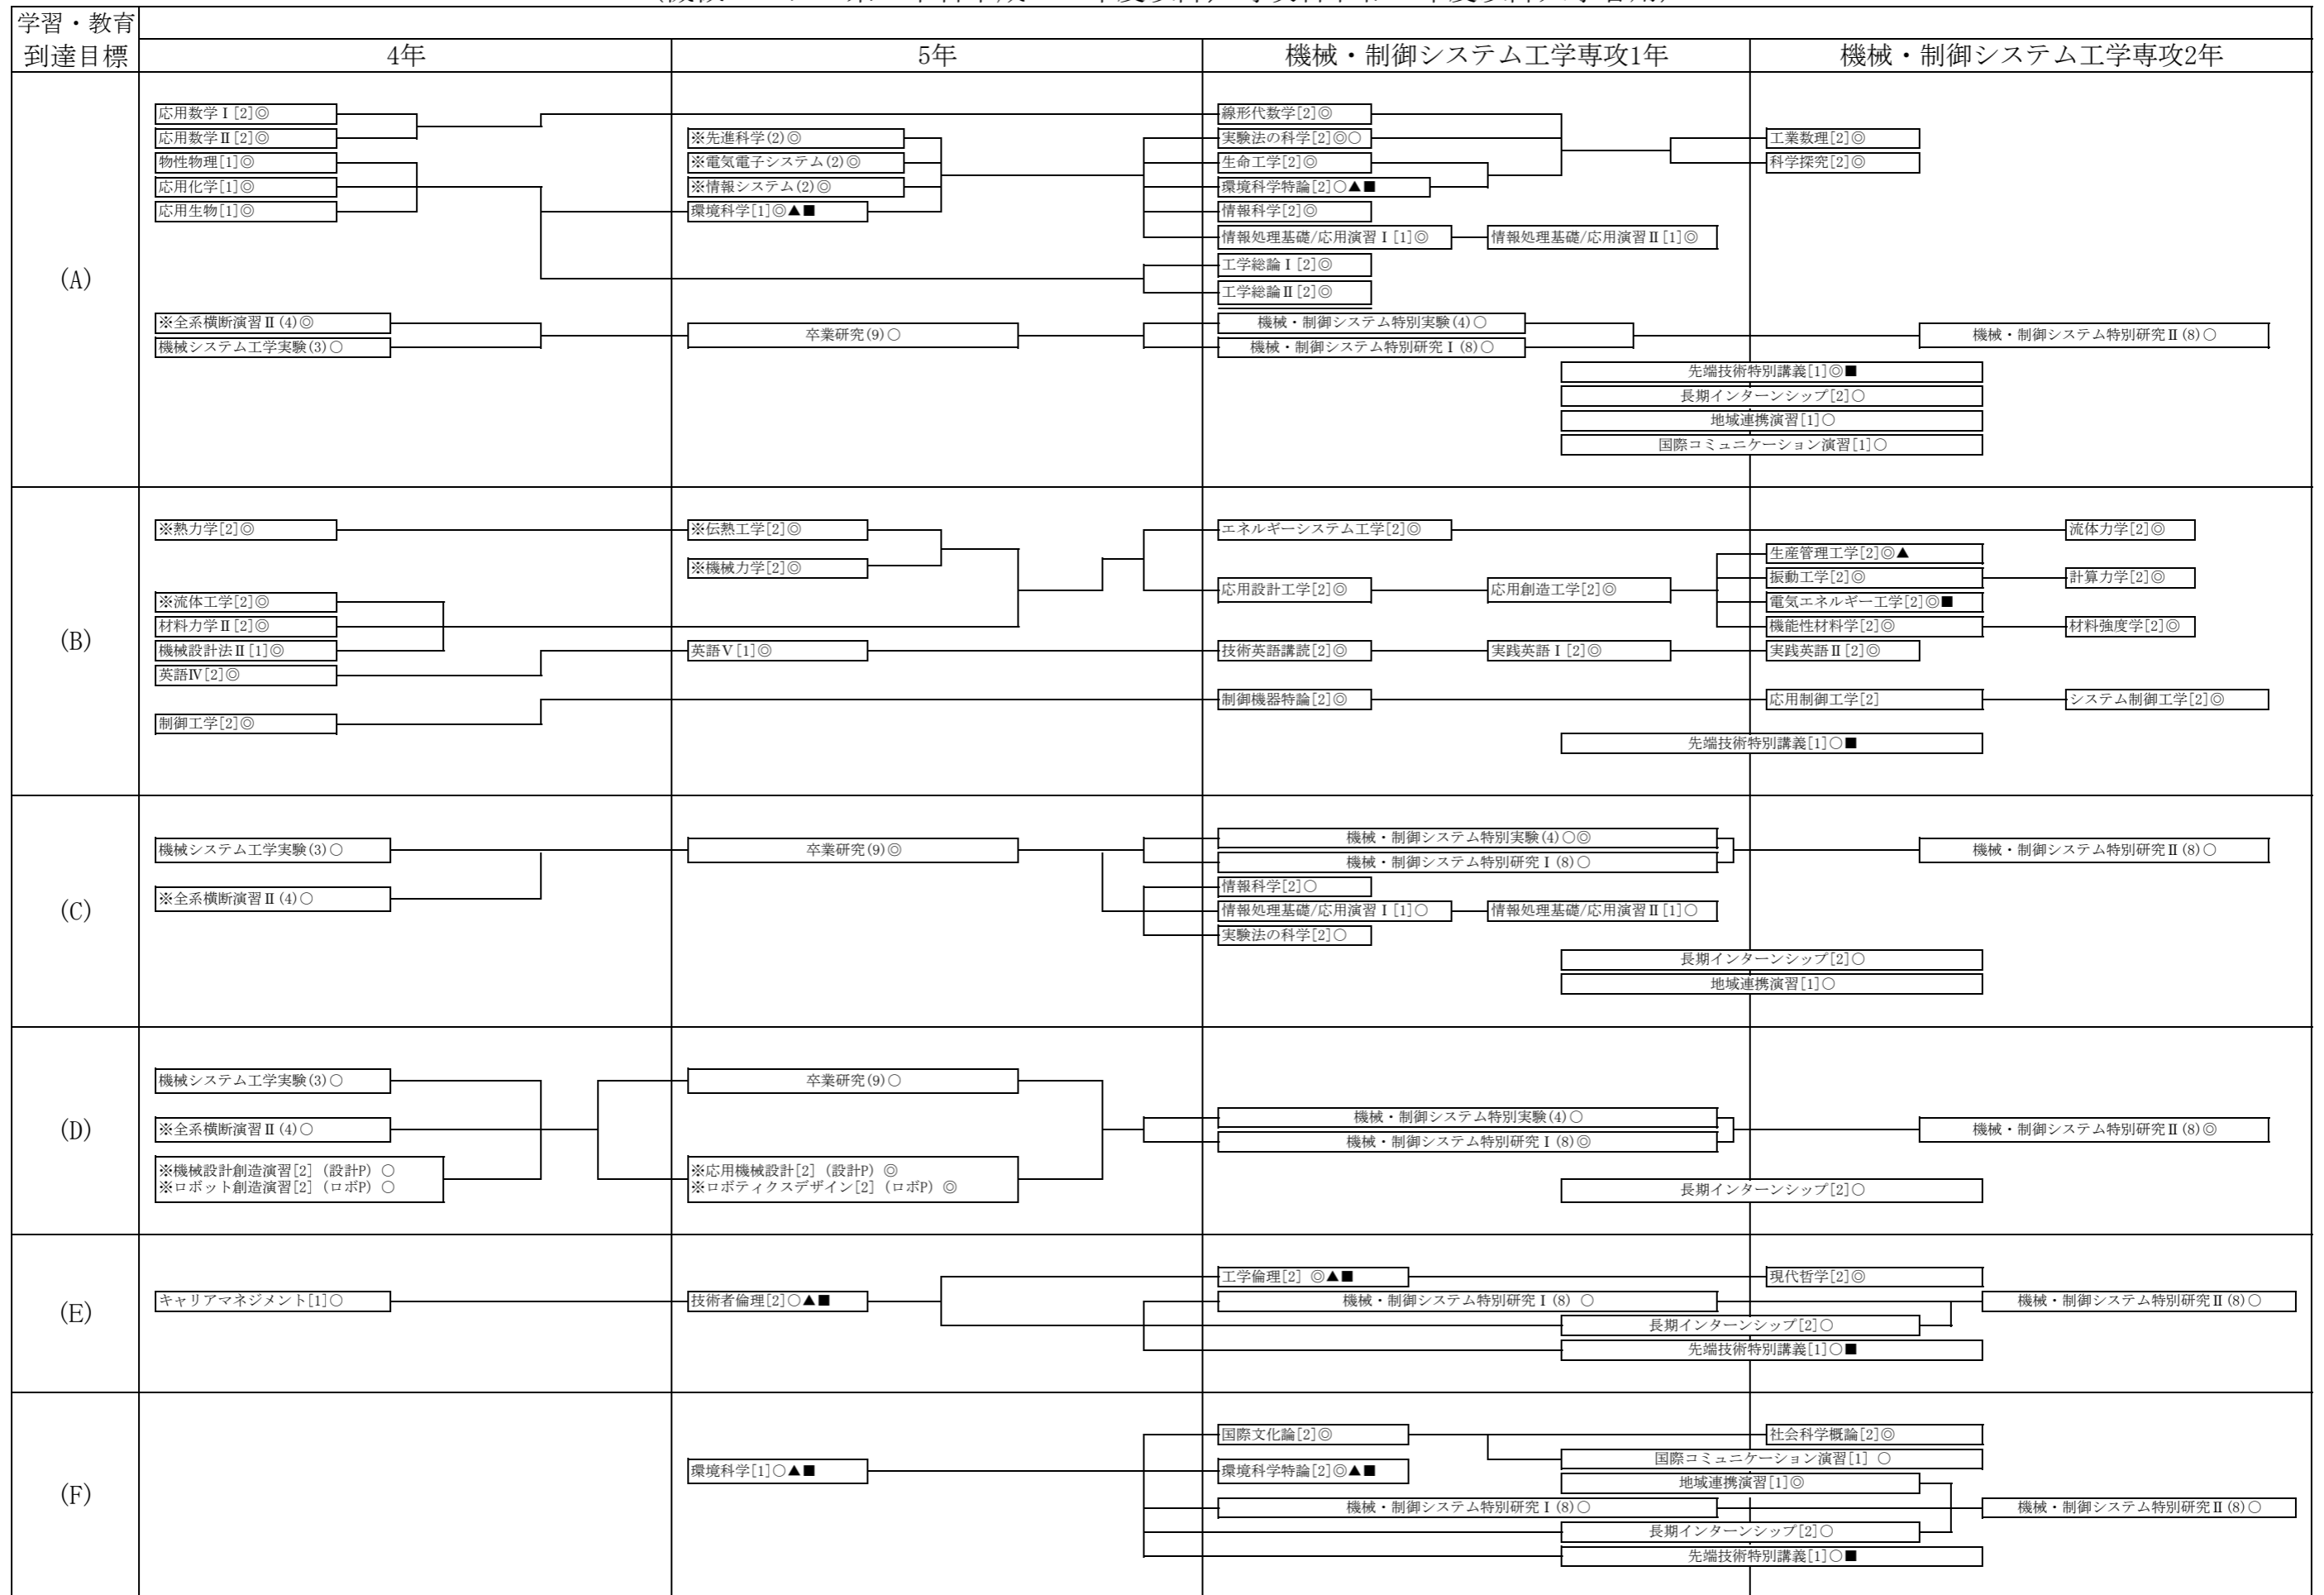 学習・教育
到達目標
4年
5年
機械・制御システム工学専攻1年
機械・制御システム工学専攻2年
(A)
応用数学Ⅰ[2]◎
応用数学Ⅱ[2]◎
物性物理[1]◎
応用化学[1]◎
応用生物[1]◎
※全系横断演習Ⅱ(4)◎
機械システム工学実験(3)○
※先進科学(2)◎
※電気電子システム(2)◎
※情報システム(2)◎
環境科学[1]◎▲■
卒業研究(9)○
線形代数学[2]◎
実験法の科学[2]◎○
生命工学[2]◎
環境科学特論[2]○▲■
情報科学[2]◎
情報処理基礎/応用演習Ⅰ[1]◎
情報処理基礎/応用演習Ⅱ[1]◎
工学総論Ⅰ[2]◎
工学総論Ⅱ[2]◎
機械・制御システム特別実験(4)○
機械・制御システム特別研究Ⅰ(8)○
工業数理[2]◎
科学探究[2]◎
機械・制御システム特別研究Ⅱ(8)○
先端技術特別講義[1]◎■
長期インターンシップ[2]○
地域連携演習[1]○
国際コミュニケーション演習[1]○
(B)
※熱力学[2]◎
※流体工学[2]◎
材料力学Ⅱ[2]◎
機械設計法Ⅱ[1]◎
英語Ⅳ[2]◎
制御工学[2]◎
※伝熱工学[2]◎
※機械力学[2]◎
英語Ⅴ[1]◎
エネルギーシステム工学[2]◎
応用設計工学[2]◎
応用創造工学[2]◎
技術英語講読[2]◎
実践英語Ⅰ[2]◎
制御機器特論[2]◎
流体力学[2]◎
生産管理工学[2]◎▲
振動工学[2]◎
計算力学[2]◎
電気エネルギー工学[2]◎■
機能性材料学[2]◎
材料強度学[2]◎
実践英語Ⅱ[2]◎
応用制御工学[2]
システム制御工学[2]◎
先端技術特別講義[1]○■
(C)
機械システム工学実験(3)○
※全系横断演習Ⅱ(4)○
卒業研究(9)◎
機械・制御システム特別実験(4)○◎
機械・制御システム特別研究Ⅰ(8)○
情報科学[2]○
情報処理基礎/応用演習Ⅰ[1]○
情報処理基礎/応用演習Ⅱ[1]○
実験法の科学[2]○
機械・制御システム特別研究Ⅱ(8)○
長期インターンシップ[2]○
地域連携演習[1]○
(D)
機械システム工学実験(3)○
※全系横断演習Ⅱ(4)○
※機械設計創造演習[2] (設計P) ○
※ロボット創造演習[2] (ロボP) ○
卒業研究(9)○
※応用機械設計[2] (設計P) ◎
※ロボティクスデザイン[2] (ロボP) ◎
機械・制御システム特別実験(4)○
機械・制御システム特別研究Ⅰ(8)◎
機械・制御システム特別研究Ⅱ(8)◎
長期インターンシップ[2]○
(E)
キャリアマネジメント[1]○
技術者倫理[2]○▲■
工学倫理[2] ◎▲■
現代哲学[2]◎
機械・制御システム特別研究Ⅰ(8) ○
機械・制御システム特別研究Ⅱ(8)○
長期インターンシップ[2]○
先端技術特別講義[1]○■
(F)
環境科学[1]○▲■
国際文化論[2]◎
社会科学概論[2]◎
国際コミュニケーション演習[1] ○
環境科学特論[2]◎▲■
地域連携演習[1]◎
機械・制御システム特別研究Ⅰ(8)○
機械・制御システム特別研究Ⅱ(8)○
長期インターンシップ[2]○
先端技術特別講義[1]○■